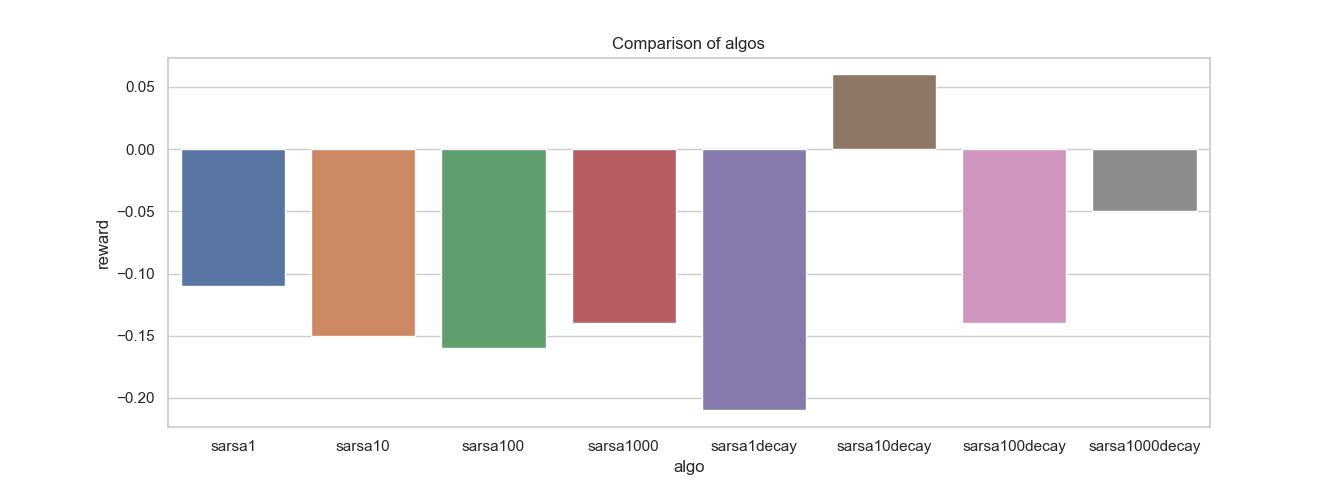 Comparison of algos
0.05
0.00
−0.05
−0.10
−0.15
−0.20
reward
sarsa1 sarsa10 sarsa100 sarsa1000 sarsa1decay sarsa10decay sarsa100decay sarsa1000decay
algo